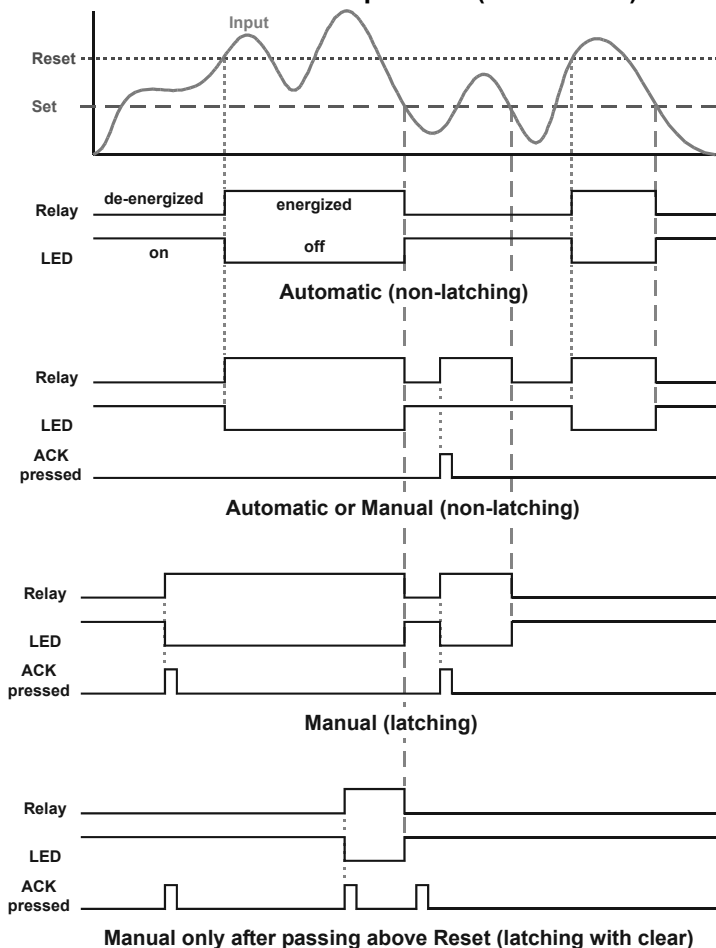 Input
Reset
Set
de-energized energized
Relay
LED
on off
Automatic (non-latching)
Relay
LED
ACK
pressed
Automatic or Manual (non-latching)
Relay
LED
ACK
pressed
Manual (latching)
Relay
LED
ACK
pressed
Manual only after passing above Reset (latching with clear)